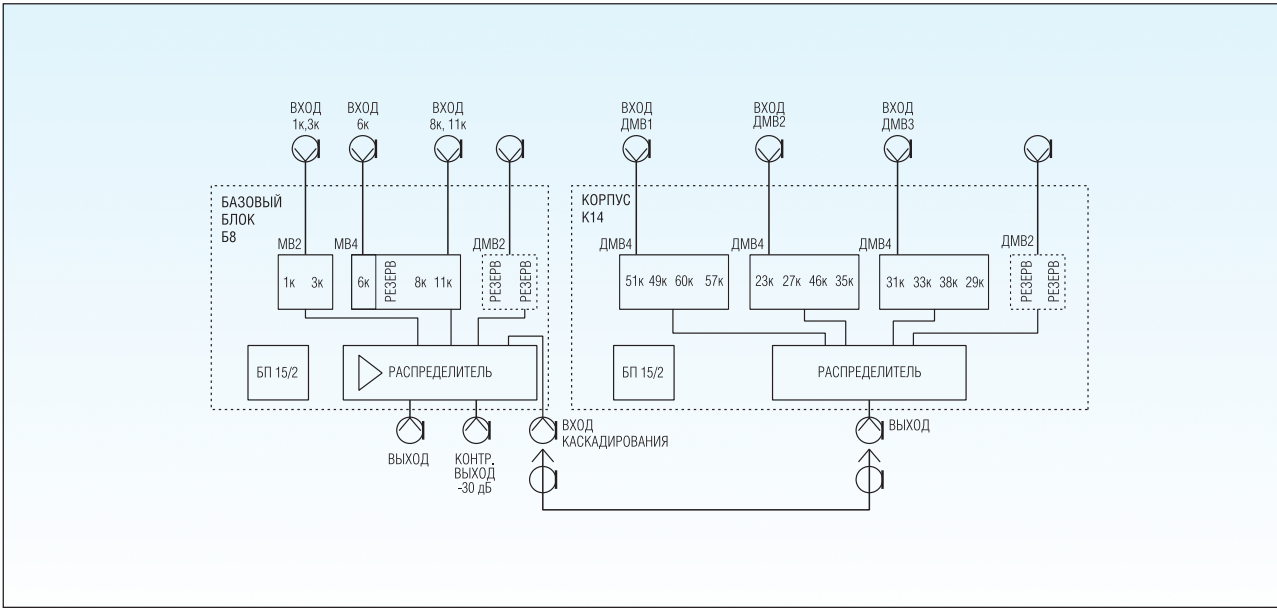 ВХОД
1к,3к
ВХОД
6к
ВХОД
8к, 11к
ВХОД
ДМВ1
ВХОД
ДМВ2
ВХОД
ДМВ3
БАЗОВЫЙ
БЛОК
Б8
МВ2
МВ4
ДМВ2
1к 3к
6к
РЕЗЕРВ
8к 11к
РЕЗЕРВ
РЕЗЕРВ
БП 15/2
РАСПРЕДЕЛИТЕЛЬ
ВЫХОД
КОНТР.
ВЫХОД
-30 дБ
ВХОД
КАСКАДИРОВАНИЯ
КОРПУС
К14
ДМВ4
ДМВ4
ДМВ4
ДМВ2
51к 49к 60к 57к
23к 27к 46к 35к
31к 33к 38к 29к
РЕЗЕРВ
РЕЗЕРВ
БП 15/2
РАСПРЕДЕЛИТЕЛЬ
ВЫХОД